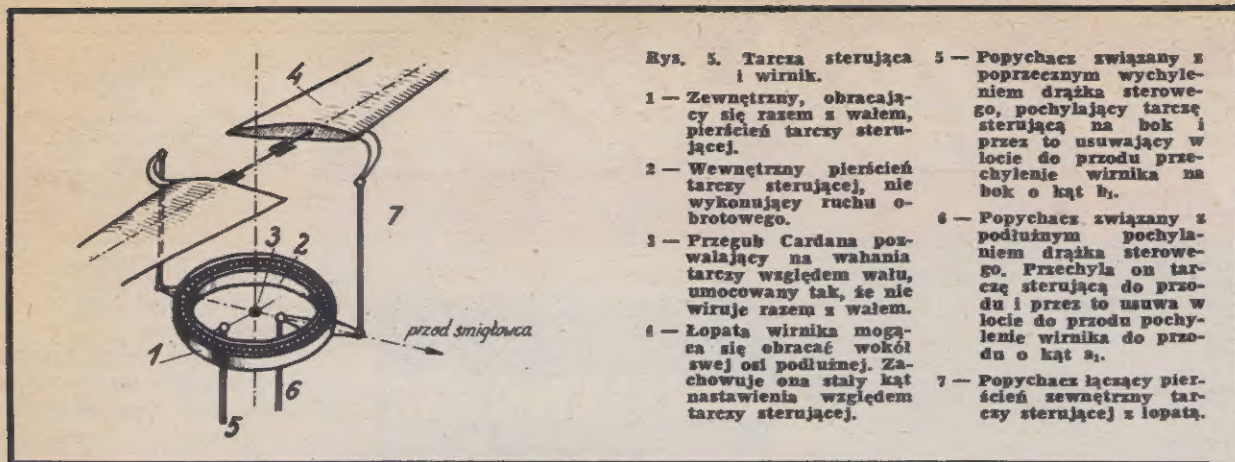 4
7
3
2
1
przód śmigłowca
6
5
Rys. 5. Tarcza sterująca
i wirnik.
1 — Zewnętrzny, obracają-
cy się razem z wałem,
pierścień tarczy steru-
jącej.
2 — Wewnętrzny pierścień
tarczy sterującej, nie
wykonujący ruchu o-
brotowego.
3 — Przegub Cardana poz-
walający na wahania
tarczy względem wału,
umocowany tak, że nie
wiruje razem z wałem.
4 — Łopata wirnika mogą-
ca się obracać wokół
swej osi podłużnej. Za-
chowuje ona stały kąt
nastawienia względem
tarczy sterującej.
5 — Popychacz związany z
poprzecznym wychyle-
niem drążka sterowe-
go, pochylający tarczę
sterującą na bok i
przez to usuwający w
locie do przodu prze-
chylenie wirnika na
bok o kąt b₁.
6 — Popychacz związany z
podłużnym pochyla-
niem drążka sterowe-
go. Przechyla on tar-
czę sterującą do przo-
du i przez to usuwa w
locie do przodu pochy-
lenie wirnika do przo-
du o kąt a₁.
7 — Popychacz łączący pier-
ścień zewnętrzny tar-
czy sterującej z łopatą.